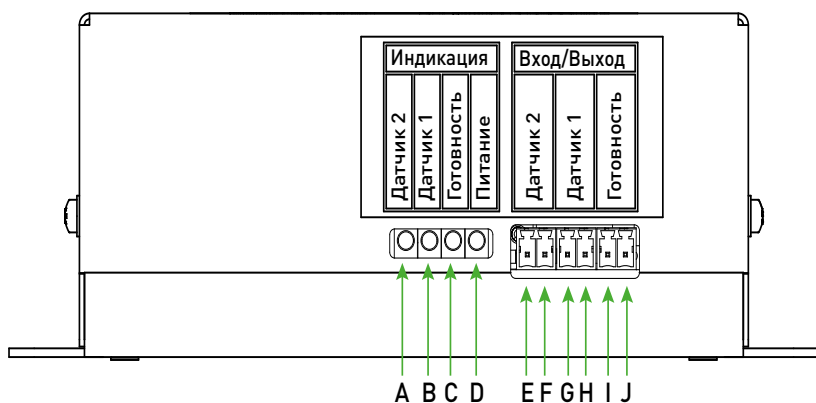 Индикация
Датчик 2
Датчик 1
Готовность
Питание
Вход/Выход
Датчик 2
Датчик 1
Готовность
A B C D E F G H I J